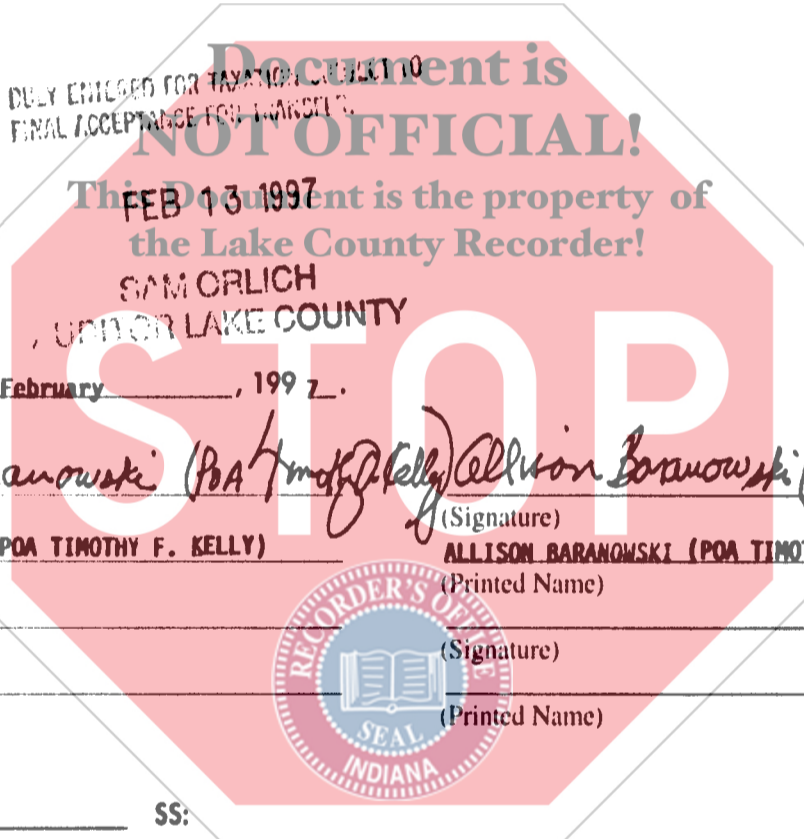 Document is
DULY ENTERED FOR TAXATION SUBJECT TO
FINAL ACCEPTANCE FOR TRANSFER.
NOT OFFICIAL!
This Document is the property of
FEB 13 1997
the Lake County Recorder!
SAM ORLICH
LAKE COUNTY
STOP
February , 1997.
anowski (POA Timothy F. Kelly) Allison Baranowski (
(Signature)
POA TIMOTHY F. KELLY) ALLISON BARANOWSKI (POA TIMO
(Printed Name)
RECORDER'S OFFICE
(Signature)
(Printed Name)
SEAL
INDIANA
SS: